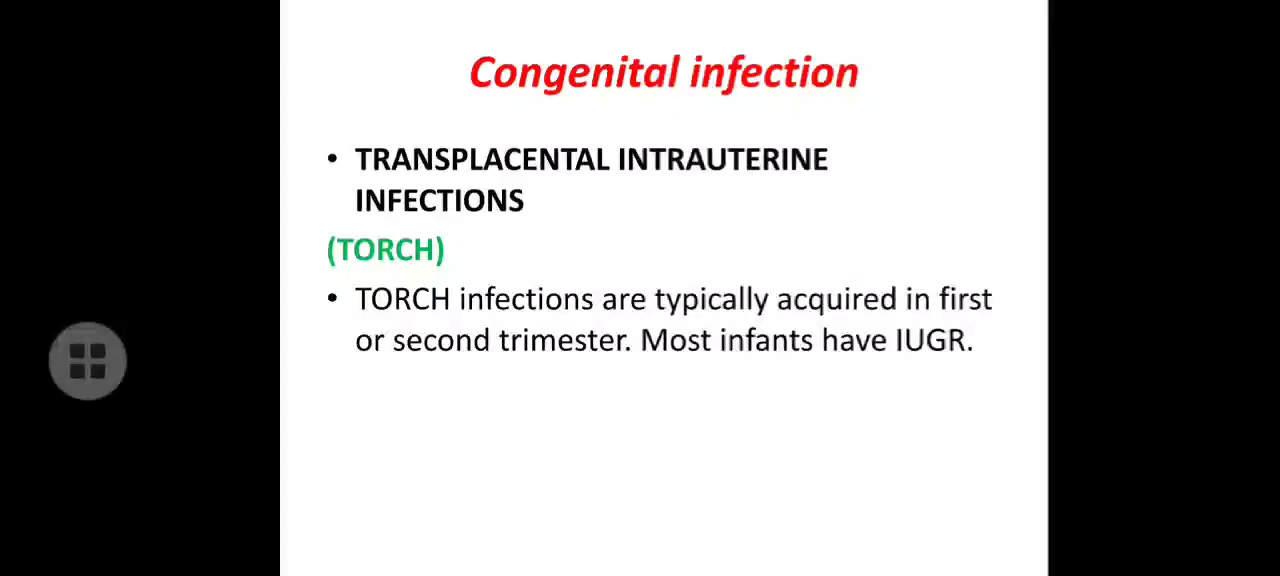 Congenital infection
• TRANSPLACENTAL INTRAUTERINE
INFECTIONS
(TORCH)
• TORCH infections are typically acquired in first
or second trimester. Most infants have IUGR.